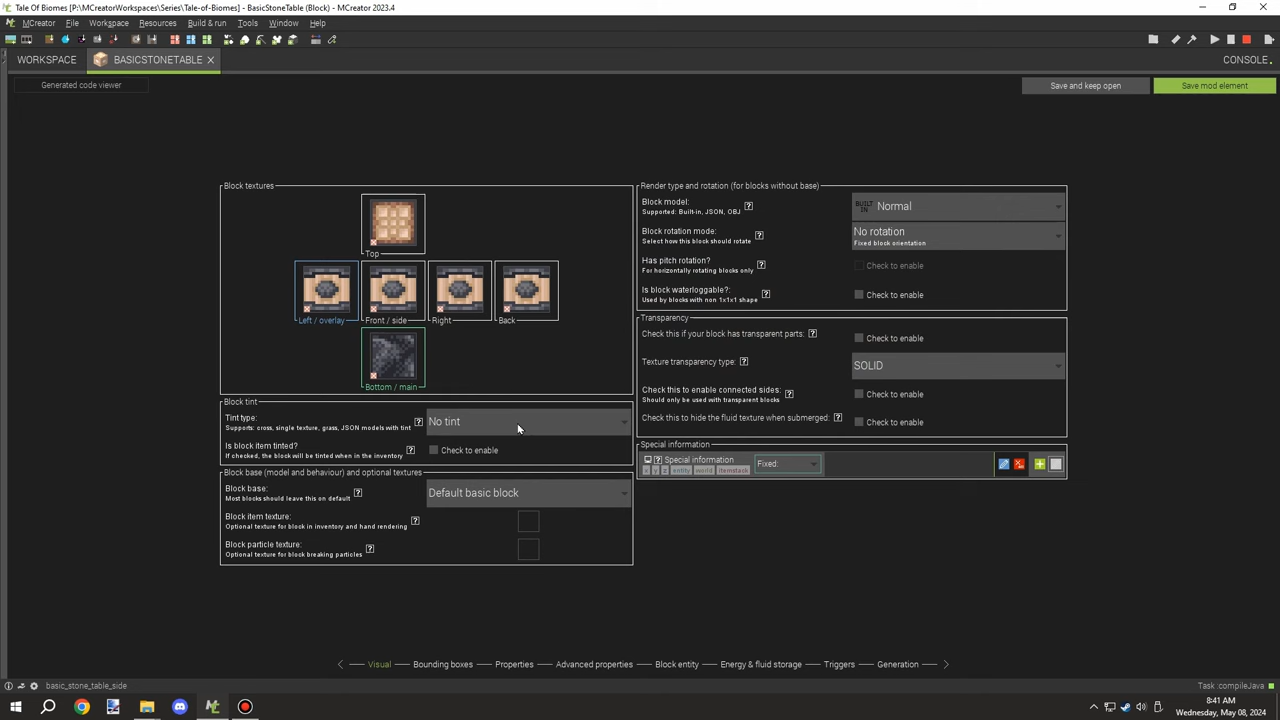 Tale Of Biomes [P:\MCreatorWorkspaces\Series\Tale-of-Biomes] - BasicStoneTable (Block) - MCreator 2023.4
MCreator File Workspace Resources Build & run Tools Window Help
WORKSPACE BASICSTONETABLE CONSOLE
Generated code viewer Save and keep open Save mod element
Block textures
Top
Left / overlay Front / side Right Back
Bottom / main
Block tint
Tint type: ? No tint
Supports: cross, single texture, grass, JSON models with tint
Is block item tinted? ? Check to enable
If checked, the block will be tinted when in the inventory
Block base (model and behaviour) and optional textures
Block base: ? Default basic block
Most blocks should leave this on default
Block item texture: ?
Optional texture for block in inventory and hand rendering
Block particle texture: ?
Optional texture for block breaking particles
Render type and rotation (for blocks without base)
Block model: ? BUILT IN Normal
Supported: Built-in, JSON, OBJ
Block rotation mode: ? No rotation
Select how this block should rotate Fixed block orientation
Has pitch rotation? ? Check to enable
For horizontally rotating blocks only
Is block waterloggable?: ? Check to enable
Used by blocks with non 1x1x1 shape
Transparency
Check this if your block has transparent parts: ? Check to enable
Texture transparency type: ? SOLID
Check this to enable connected sides: ? Check to enable
Should only be used with transparent blocks
Check this to hide the fluid texture when submerged: ? Check to enable
Special information
? Special information Fixed:
x y z entity world itemstack
Visual Bounding boxes Properties Advanced properties Block entity Energy & fluid storage Triggers Generation
basic_stone_table_side Task :compileJava
8:41 AM
Wednesday, May 08, 2024